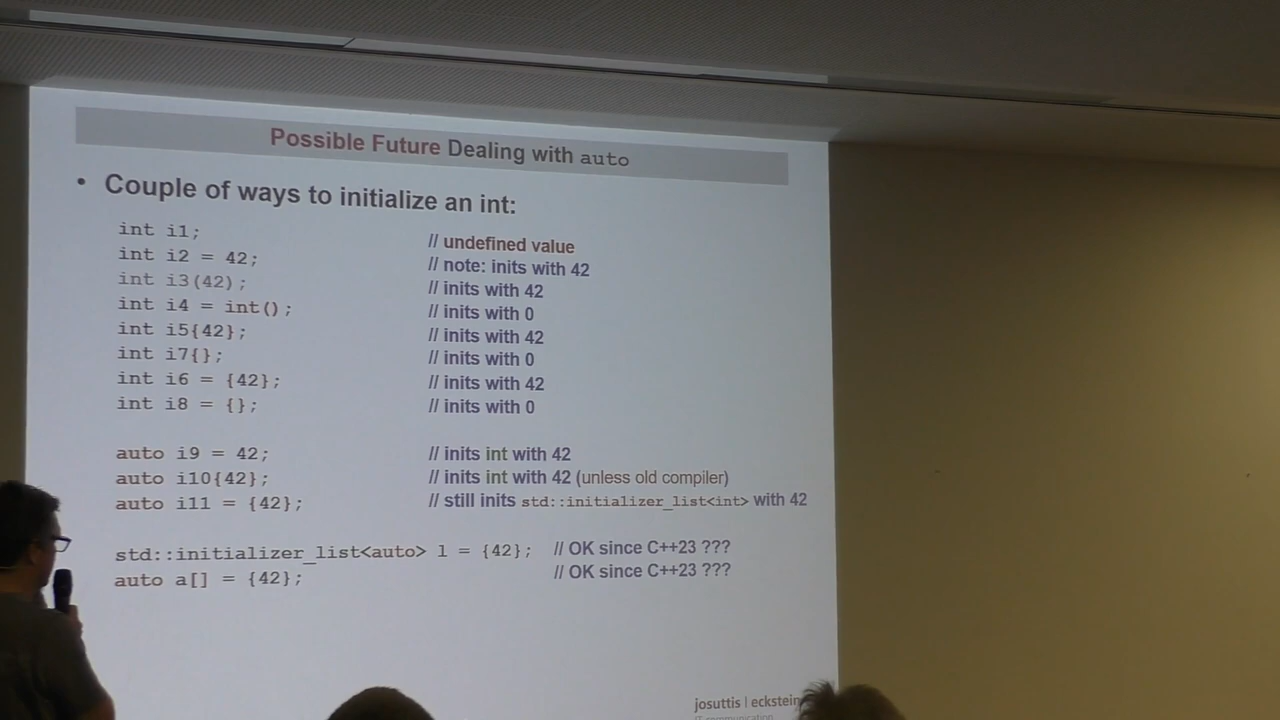 Possible Future Dealing with auto
• Couple of ways to initialize an int:
int i1; // undefined value
int i2 = 42; // note: inits with 42
int i3(42); // inits with 42
int i4 = int(); // inits with 0
int i5{42}; // inits with 42
int i7{}; // inits with 0
int i6 = {42}; // inits with 42
int i8 = {}; // inits with 0
auto i9 = 42; // inits int with 42
auto i10{42}; // inits int with 42 (unless old compiler)
auto i11 = {42}; // still inits std::initializer_list<int> with 42
std::initializer_list<auto> l = {42}; // OK since C++23 ???
auto a[] = {42}; // OK since C++23 ???
josuttis | eckstein
IT communication